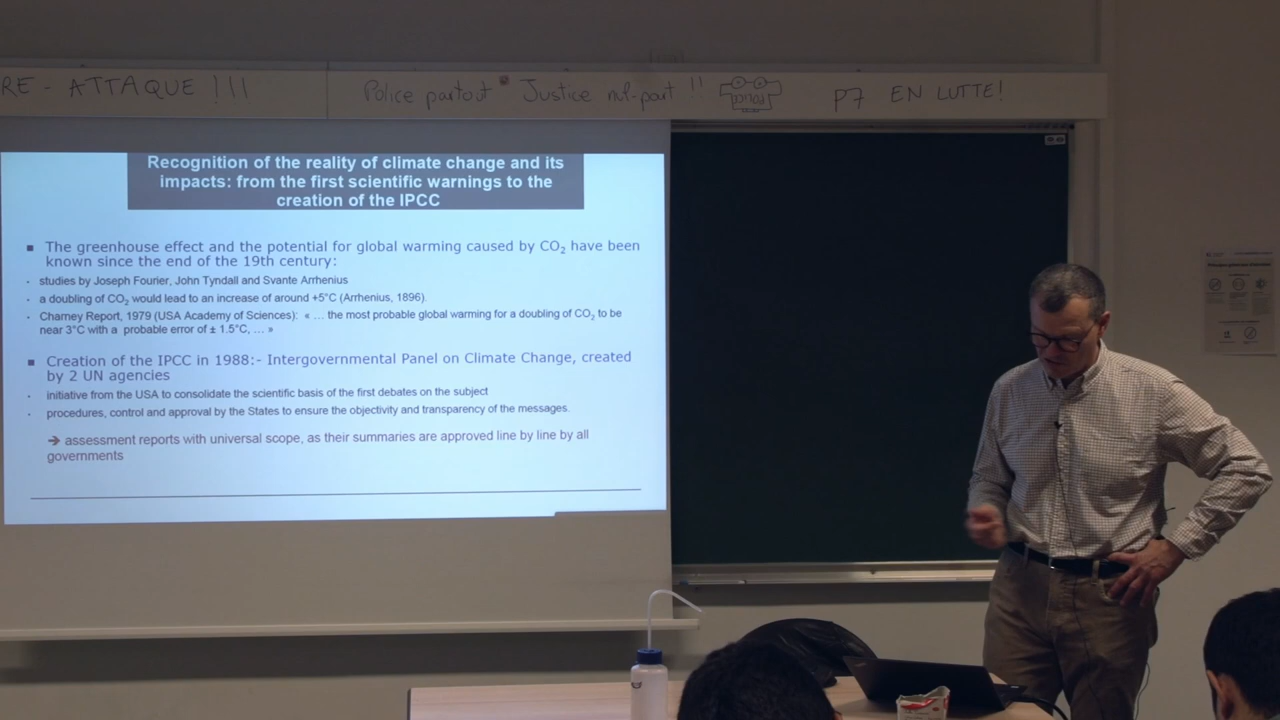 RE - ATTAQUE !!!
Police partout Justice nul-part !! POLICE P7 EN LUTTE!
Recognition of the reality of climate change and its
impacts: from the first scientific warnings to the
creation of the IPCC
■ The greenhouse effect and the potential for global warming caused by CO₂ have been
known since the end of the 19th century:
· studies by Joseph Fourier, John Tyndall and Svante Arrhenius
· a doubling of CO₂ would lead to an increase of around +5°C (Arrhenius, 1896).
· Charney Report, 1979 (USA Academy of Sciences): « … the most probable global warming for a doubling of CO₂ to be
near 3°C with a probable error of ± 1.5°C, … »
■ Creation of the IPCC in 1988:- Intergovernmental Panel on Climate Change, created
by 2 UN agencies
· initiative from the USA to consolidate the scientific basis of the first debates on the subject
· procedures, control and approval by the States to ensure the objectivity and transparency of the messages.
➔ assessment reports with universal scope, as their summaries are approved line by line by all
governments